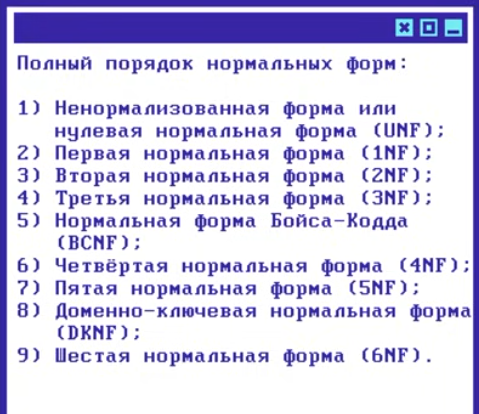 Полный порядок нормальных форм:
1) Ненормализованная форма или
нулевая нормальная форма (UNF);
2) Первая нормальная форма (1NF);
3) Вторая нормальная форма (2NF);
4) Третья нормальная форма (3NF);
5) Нормальная форма Бойса-Кодда
(BCNF);
6) Четвёртая нормальная форма (4NF);
7) Пятая нормальная форма (5NF);
8) Доменно-ключевая нормальная форма
(DKNF);
9) Шестая нормальная форма (6NF).